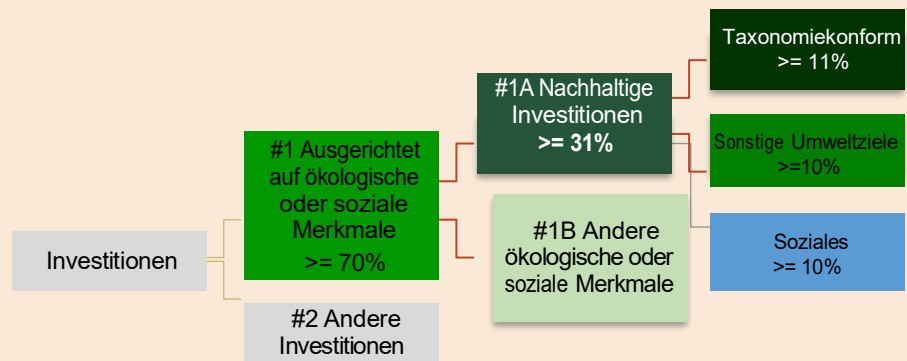 Investitionen
#1 Ausgerichtet
auf ökologische
oder soziale
Merkmale
>= 70%
#2 Andere
Investitionen
#1A Nachhaltige
Investitionen
>= 31%
#1B Andere
ökologische oder
soziale Merkmale
Taxonomiekonform
>= 11%
Sonstige Umweltziele
>=10%
Soziales
>= 10%